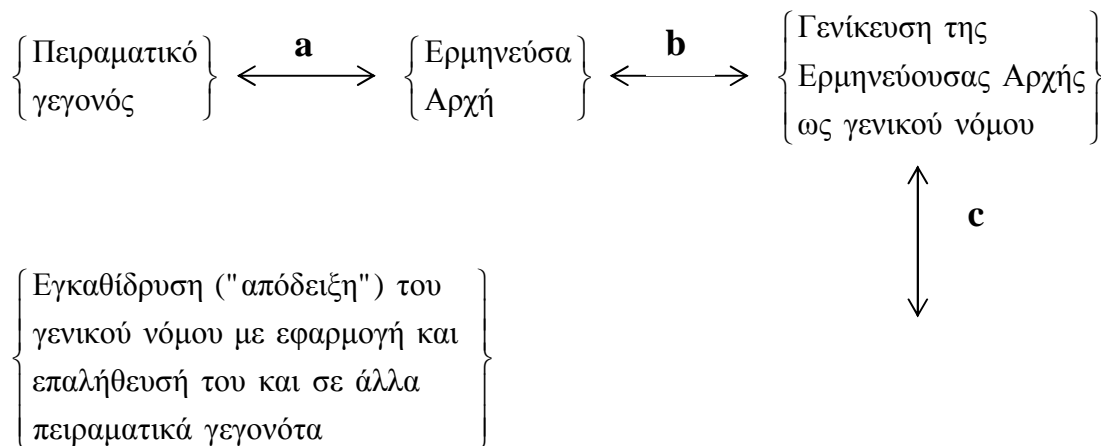 Πειραματικό
γεγονός
a
Ερμηνεύσα
Αρχή
b
Γενίκευση της
Ερμηνεύουσας Αρχής
ως γενικού νόμου
c
Εγκαθίδρυση ("απόδειξη") του
γενικού νόμου με εφαρμογή και
επαλήθευσή του και σε άλλα
πειραματικά γεγονότα